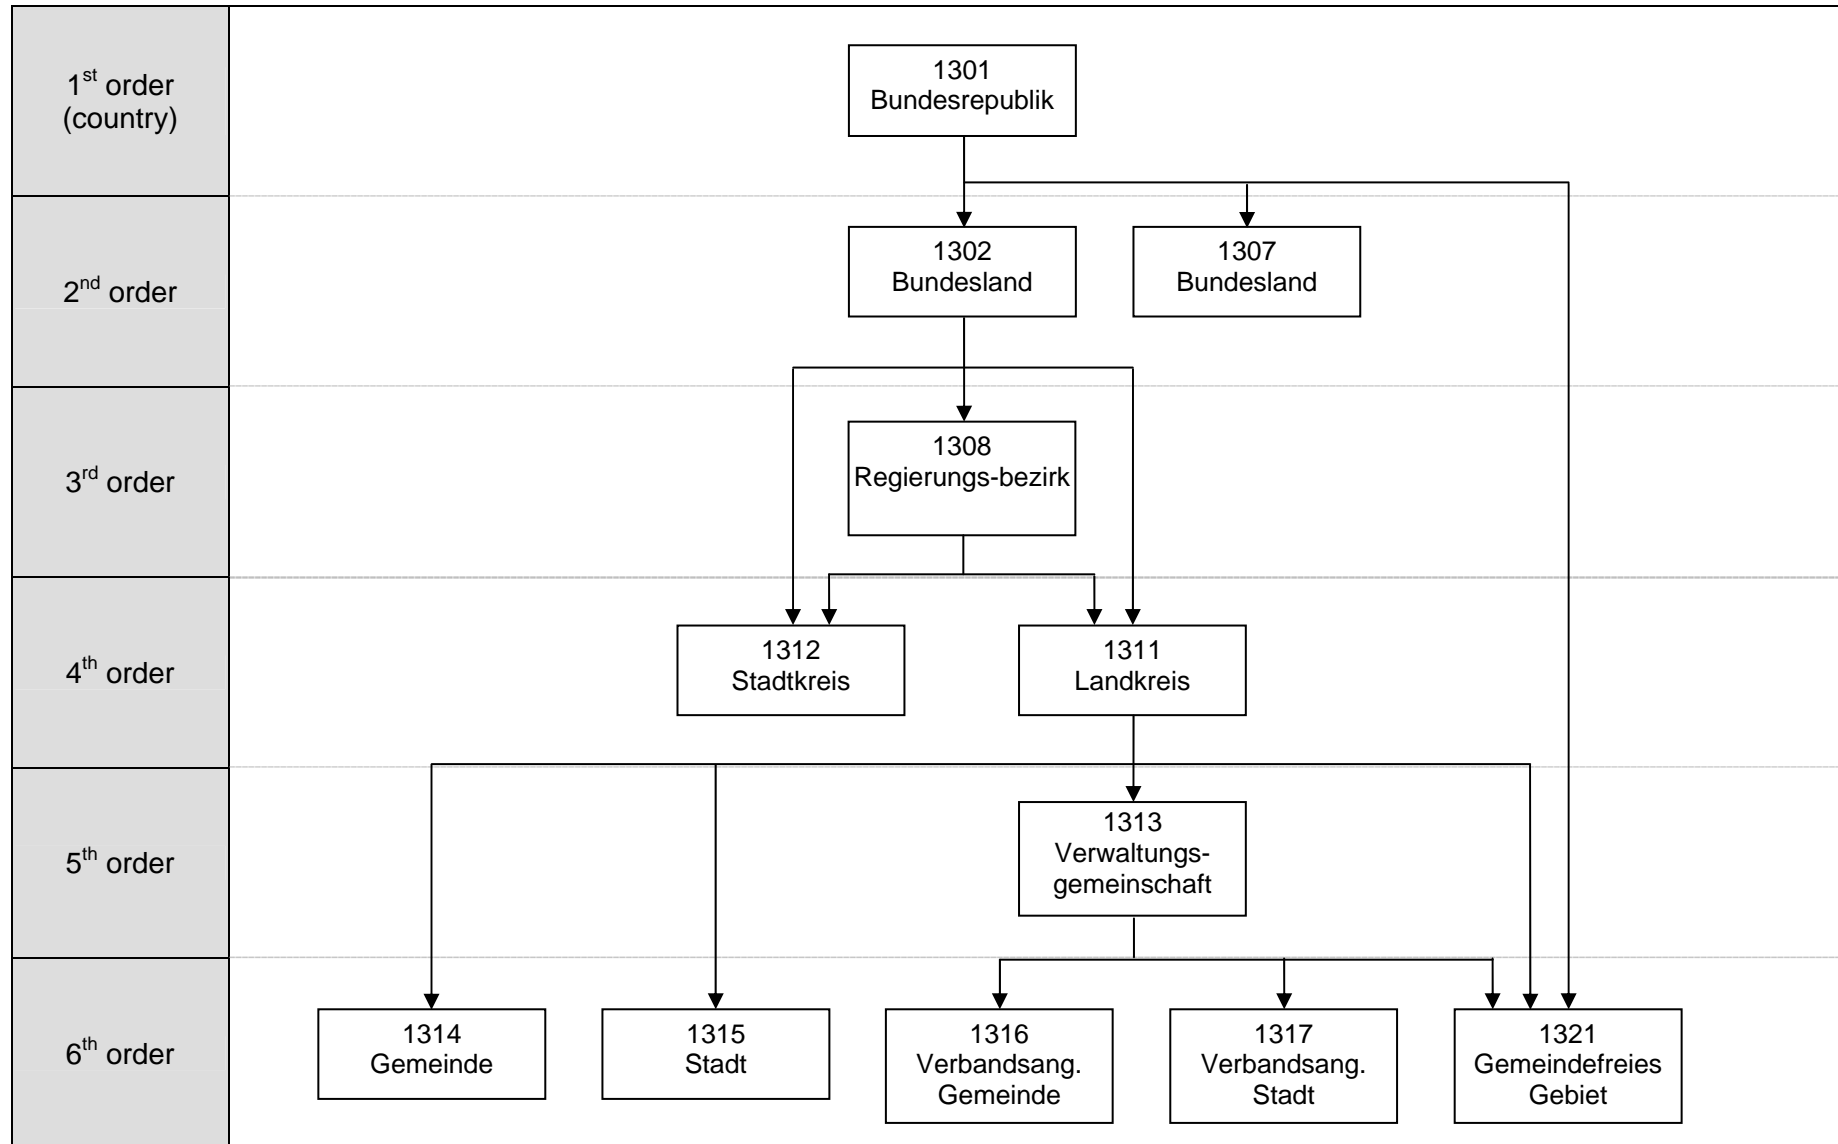 1st order
(country)
1301
Bundesrepublik
2nd order
1302
Bundesland
1307
Bundesland
3rd order
1308
Regierungs-bezirk
4th order
1312
Stadtkreis
1311
Landkreis
5th order
1313
Verwaltungs-
gemeinschaft
6th order
1314
Gemeinde
1315
Stadt
1316
Verbandsang.
Gemeinde
1317
Verbandsang.
Stadt
1321
Gemeindefreies
Gebiet